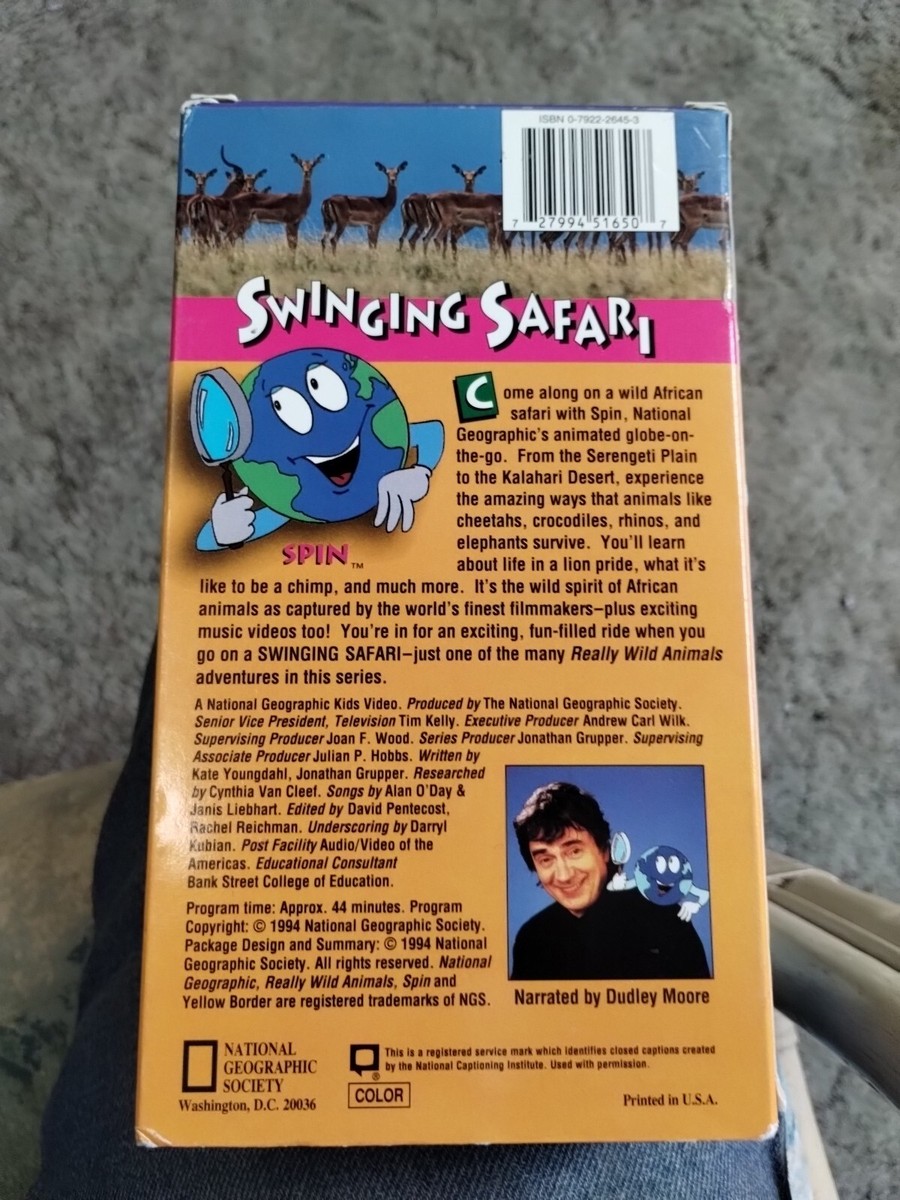 ISBN 0-7922-2645-3
7 27994 51650 7
SWINGING SAFARI
Come along on a wild African
safari with Spin, National
Geographic's animated globe-on-
the-go. From the Serengeti Plain
to the Kalahari Desert, experience
the amazing ways that animals like
cheetahs, crocodiles, rhinos, and
elephants survive. You'll learn
about life in a lion pride, what it's
SPIN™
like to be a chimp, and much more. It's the wild spirit of African
animals as captured by the world's finest filmmakers–plus exciting
music videos too! You're in for an exciting, fun-filled ride when you
go on a SWINGING SAFARI–just one of the many Really Wild Animals
adventures in this series.
A National Geographic Kids Video. Produced by The National Geographic Society.
Senior Vice President, Television Tim Kelly. Executive Producer Andrew Carl Wilk.
Supervising Producer Joan F. Wood. Series Producer Jonathan Grupper. Supervising
Associate Producer Julian P. Hobbs. Written by
Kate Youngdahl, Jonathan Grupper. Researched
by Cynthia Van Cleef. Songs by Alan O'Day &
Janis Liebhart. Edited by David Pentecost,
Rachel Reichman. Underscoring by Darryl
Kubian. Post Facility Audio/Video of the
Americas. Educational Consultant
Bank Street College of Education.
Program time: Approx. 44 minutes. Program
Copyright: © 1994 National Geographic Society.
Package Design and Summary: © 1994 National
Geographic Society. All rights reserved. National
Geographic, Really Wild Animals, Spin and
Yellow Border are registered trademarks of NGS.
Narrated by Dudley Moore
NATIONAL
GEOGRAPHIC
SOCIETY
Washington, D.C. 20036
®
This is a registered service mark which identifies closed captions created
by the National Captioning Institute. Used with permission.
COLOR
Printed in U.S.A.